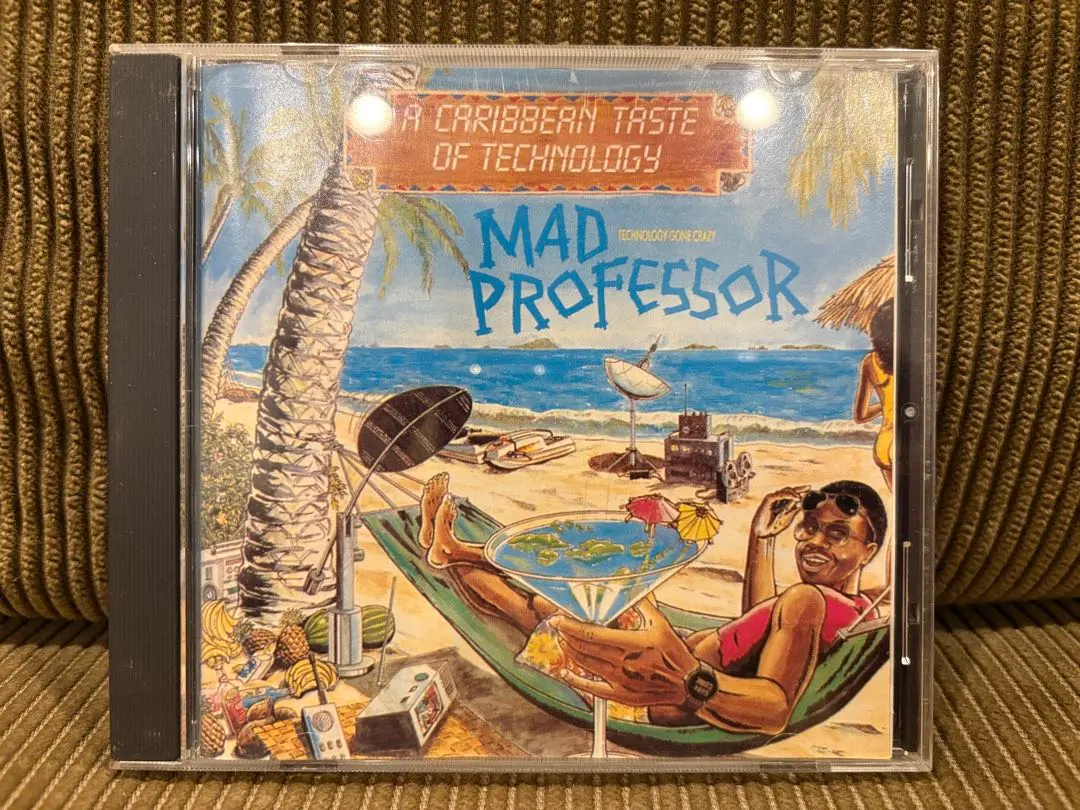 A CARIBBEAN TASTE
OF TECHNOLOGY
MAD
TECHNOLOGY GONE CRAZY
PROFESSOR